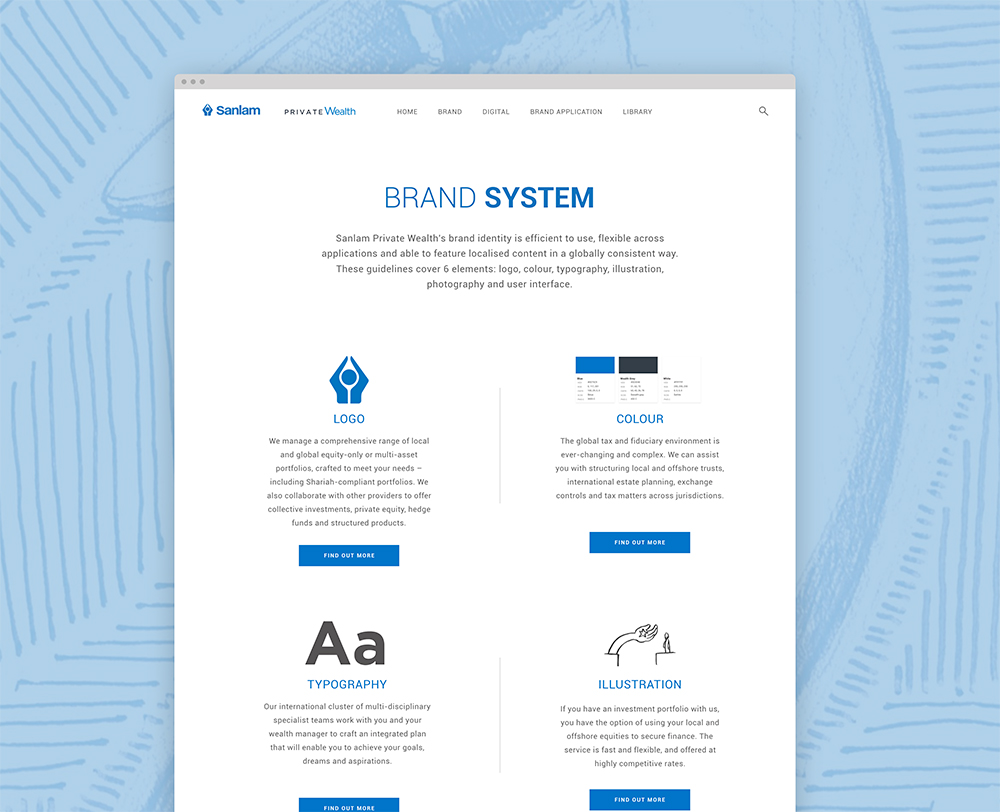 Sanlam PRIVATE Wealth HOME BRAND DIGITAL BRAND APPLICATION LIBRARY
BRAND SYSTEM
Sanlam Private Wealth's brand identity is efficient to use, flexible across
applications and able to feature localised content in a globally consistent way.
These guidelines cover 6 elements: logo, colour, typography, illustration,
photography and user interface.
LOGO
We manage a comprehensive range of local
and global equity-only or multi-asset
portfolios, crafted to meet your needs –
including Shariah-compliant portfolios. We
also collaborate with other providers to offer
collective investments, private equity, hedge
funds and structured products.
FIND OUT MORE
COLOUR
The global tax and fiduciary environment is
ever-changing and complex. We can assist
you with structuring local and offshore trusts,
international estate planning, exchange
controls and tax matters across jurisdictions.
FIND OUT MORE
Aa
TYPOGRAPHY
Our international cluster of multi-disciplinary
specialist teams work with you and your
wealth manager to craft an integrated plan
that will enable you to achieve your goals,
dreams and aspirations.
FIND OUT MORE
ILLUSTRATION
If you have an investment portfolio with us,
you have the option of using your local and
offshore equities to secure finance. The
service is fast and flexible, and offered at
highly competitive rates.
FIND OUT MORE